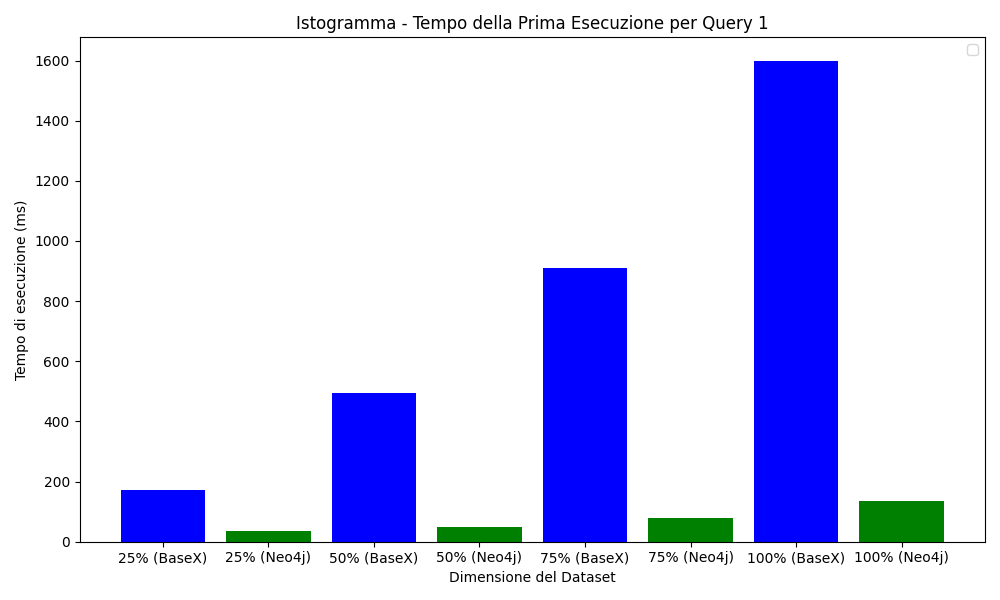 Istogramma - Tempo della Prima Esecuzione per Query 1
Tempo di esecuzione (ms)
1600
1400
1200
1000
800
600
400
200
0
25% (BaseX) 25% (Neo4j) 50% (BaseX) 50% (Neo4j) 75% (BaseX) 75% (Neo4j) 100% (BaseX) 100% (Neo4j)
Dimensione del Dataset